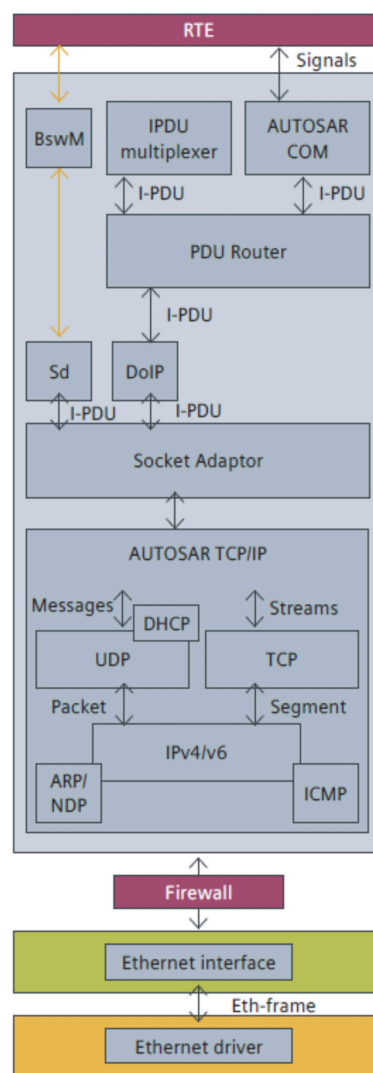 RTE
Signals
BswM
IPDU
multiplexer
AUTOSAR
COM
I-PDU
I-PDU
PDU Router
I-PDU
Sd
DoIP
I-PDU
I-PDU
Socket Adaptor
AUTOSAR TCP/IP
Messages
Streams
DHCP
UDP
TCP
Packet
Segment
IPv4/v6
ARP/
NDP
ICMP
Firewall
Ethernet interface
Eth-frame
Ethernet driver